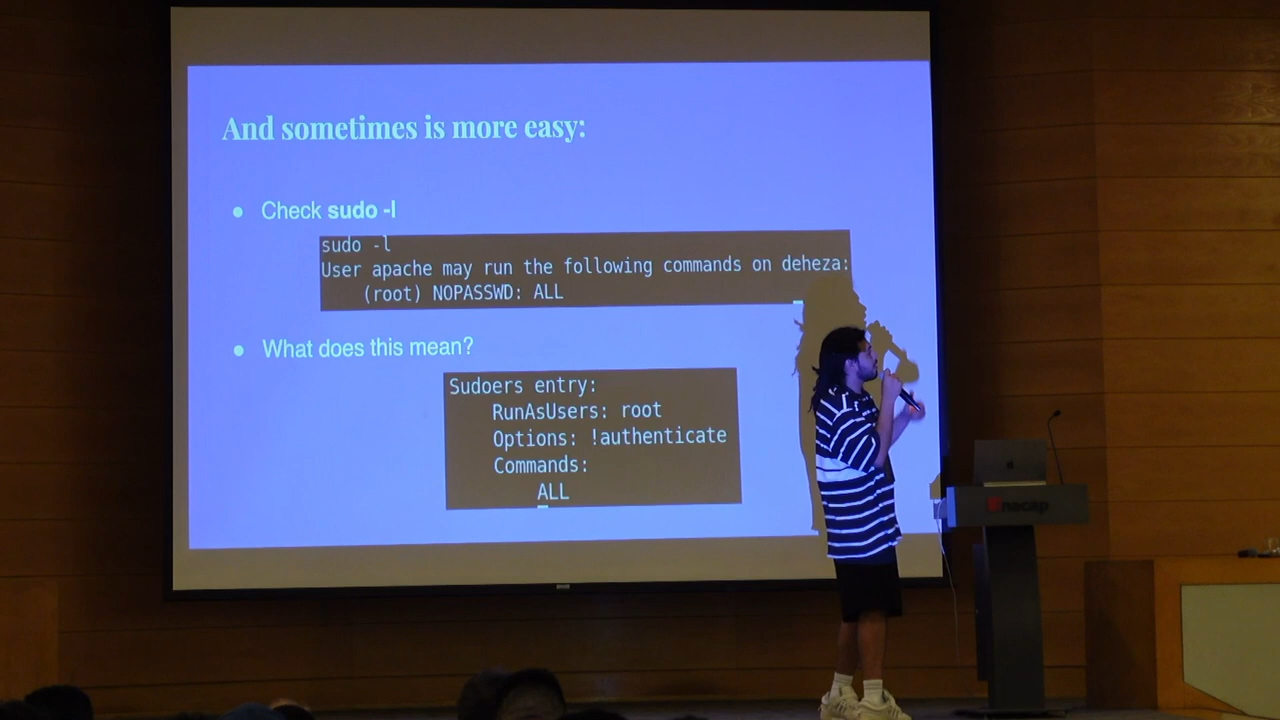 And sometimes is more easy:
● Check sudo -l
sudo -l
User apache may run the following commands on deheza:
(root) NOPASSWD: ALL
● What does this mean?
Sudoers entry:
RunAsUsers: root
Options: !authenticate
Commands:
ALL